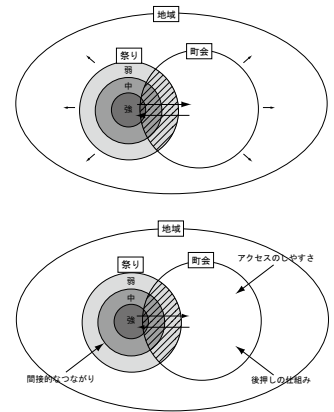 地域
祭り
町会
弱
中
強
地域
祭り
町会
アクセスのしやすさ
弱
中
強
間接的なつながり
後押しの仕組み